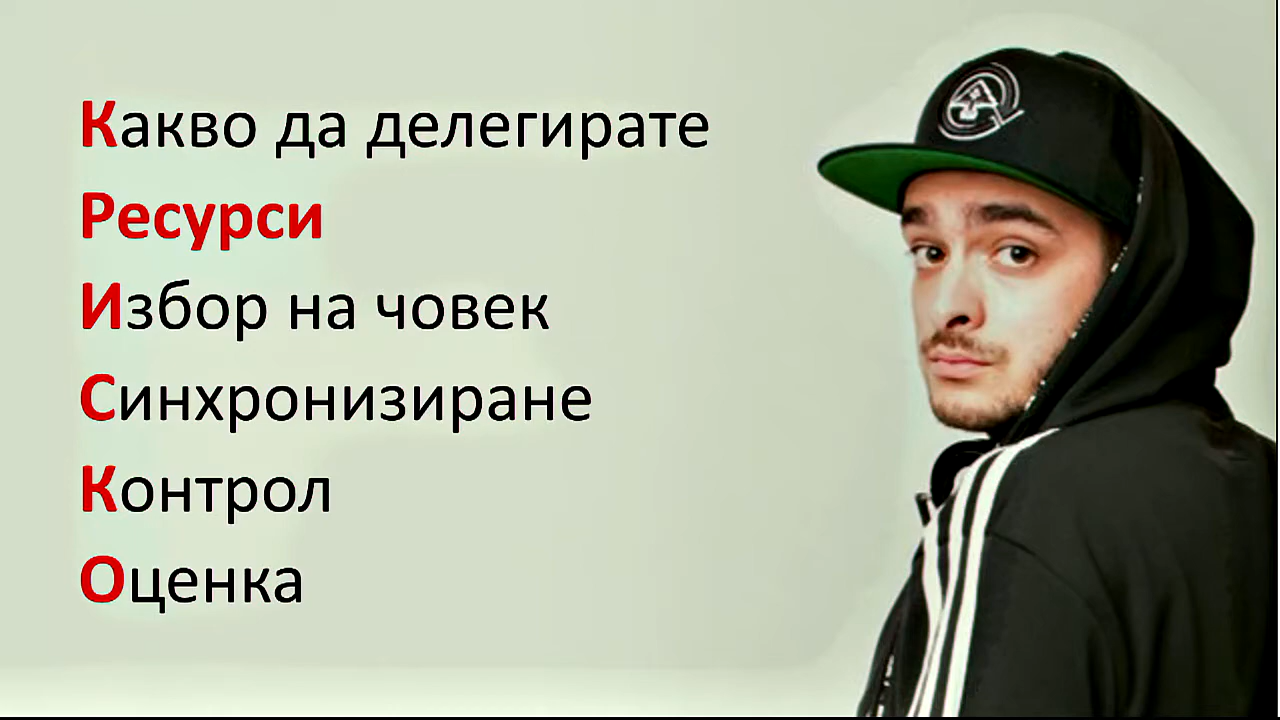 Какво да делегирате
Ресурси
Избор на човек
Синхронизиране
Контрол
Оценка